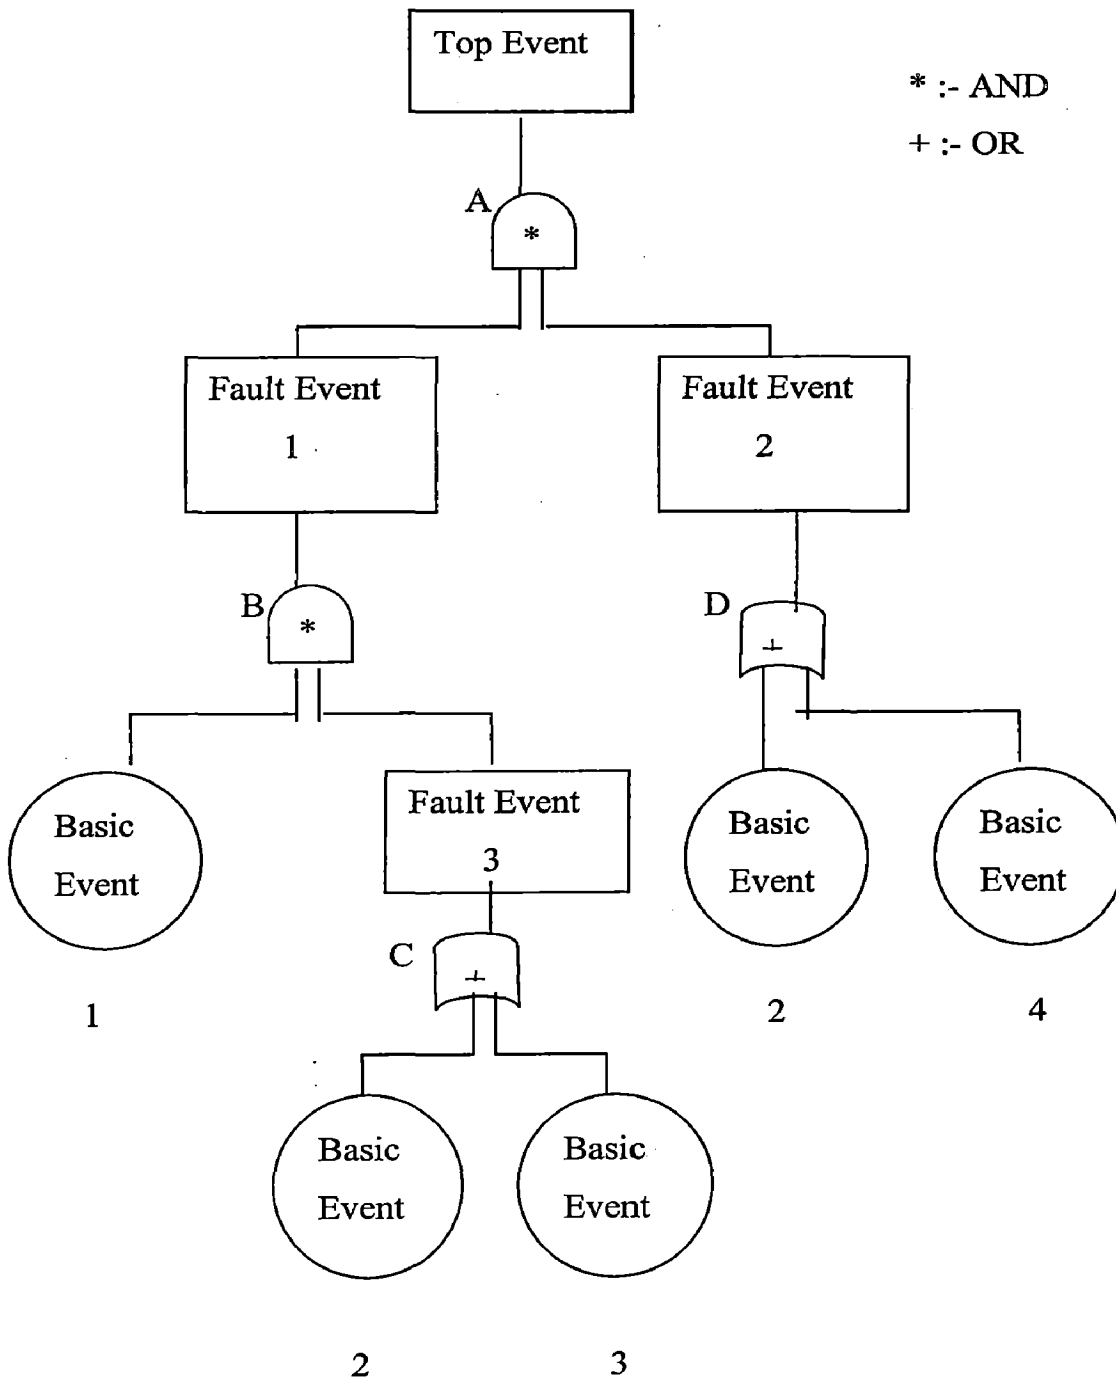 Top Event
* :- AND
+ :- OR
A
*
Fault Event
1
Fault Event
2
B
*
D
+
Basic
Event
1
Fault Event
3
Basic
Event
2
Basic
Event
4
C
+
Basic
Event
2
Basic
Event
3